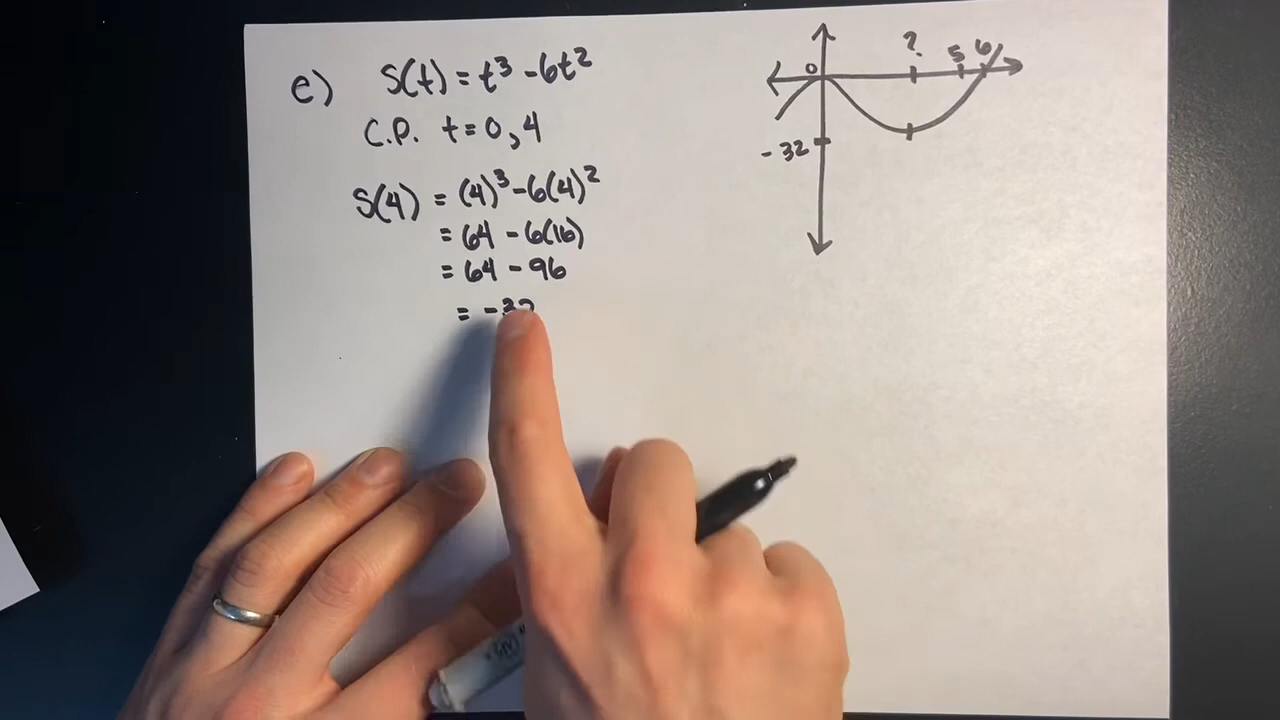 e) S(t) = t³ - 6t²
C.P. t = 0, 4
S(4) = (4)³ - 6(4)²
= 64 - 6(16)
= 64 - 96
= -32
? 5 6
0
- 32